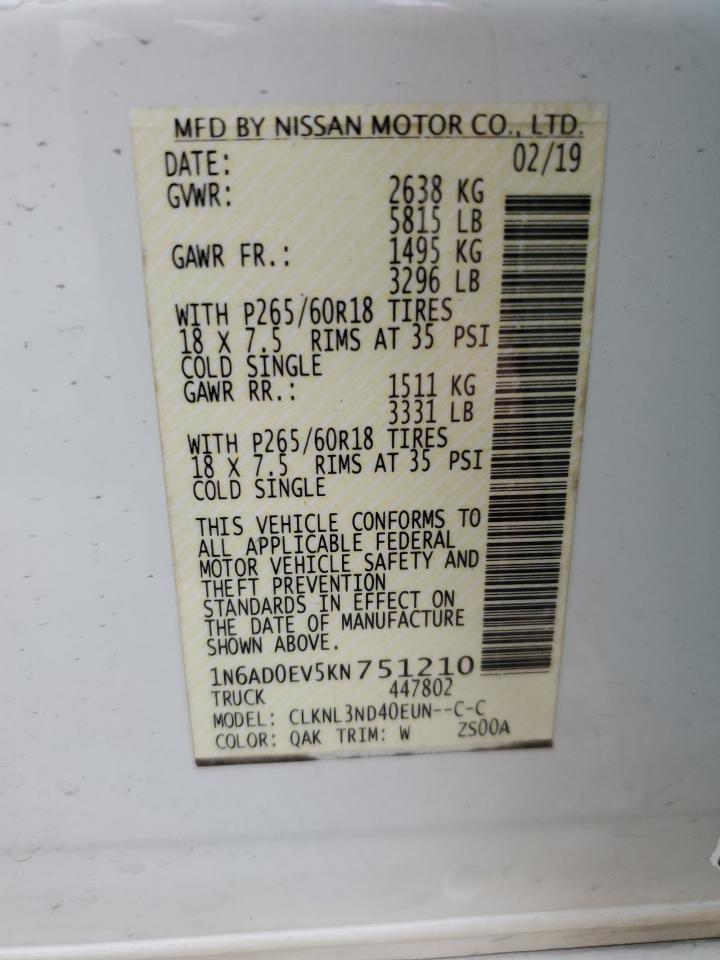 MFD BY NISSAN MOTOR CO., LTD.
DATE: 02/19
GVWR: 2638 KG
5815 LB
GAWR FR.: 1495 KG
3296 LB
WITH P265/60R18 TIRES
18 X 7.5 RIMS AT 35 PSI
COLD SINGLE
GAWR RR.: 1511 KG
3331 LB
WITH P265/60R18 TIRES
18 X 7.5 RIMS AT 35 PSI
COLD SINGLE
THIS VEHICLE CONFORMS TO
ALL APPLICABLE FEDERAL
MOTOR VEHICLE SAFETY AND
THEFT PREVENTION
STANDARDS IN EFFECT ON
THE DATE OF MANUFACTURE
SHOWN ABOVE.
1N6AD0EV5KN751210
TRUCK 447802
MODEL: CLKNL3ND40EUN--C-C
COLOR: QAK TRIM: W ZS00A